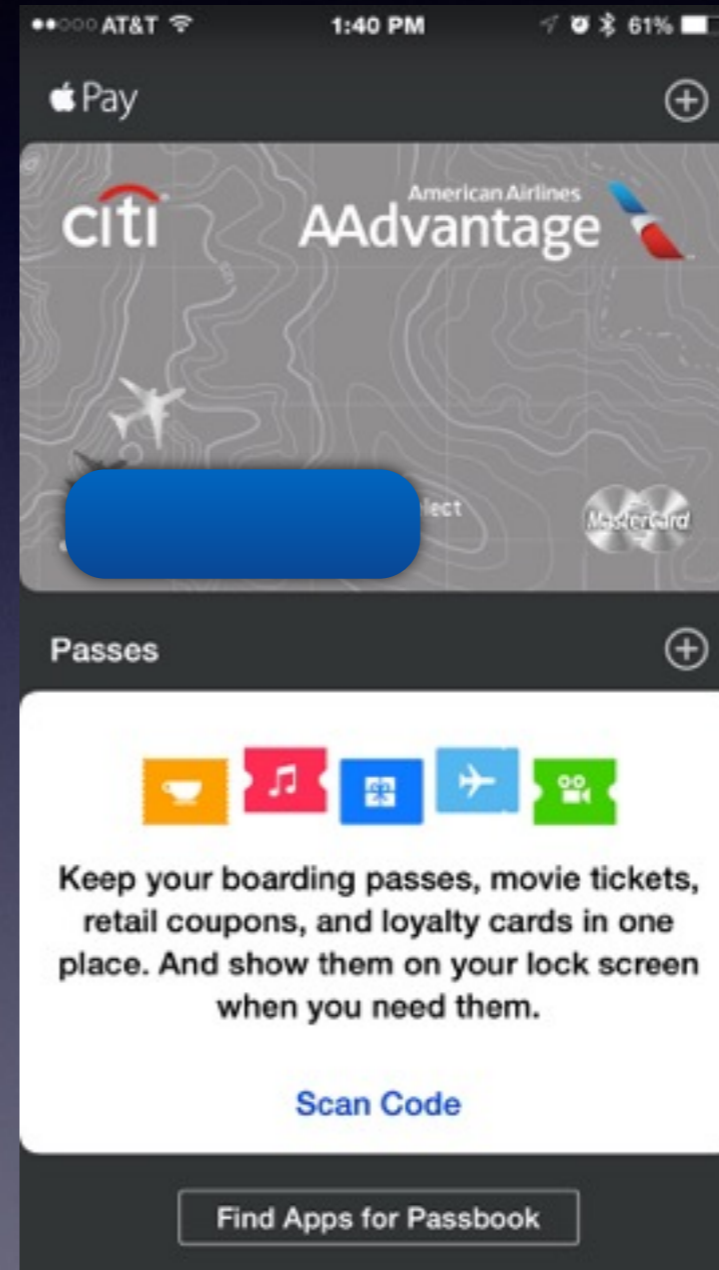 AT&T 1:40 PM 61%
Pay
citi American Airlines
AAdvantage
MasterCard
Passes
Keep your boarding passes, movie tickets,
retail coupons, and loyalty cards in one
place. And show them on your lock screen
when you need them.
Scan Code
Find Apps for Passbook